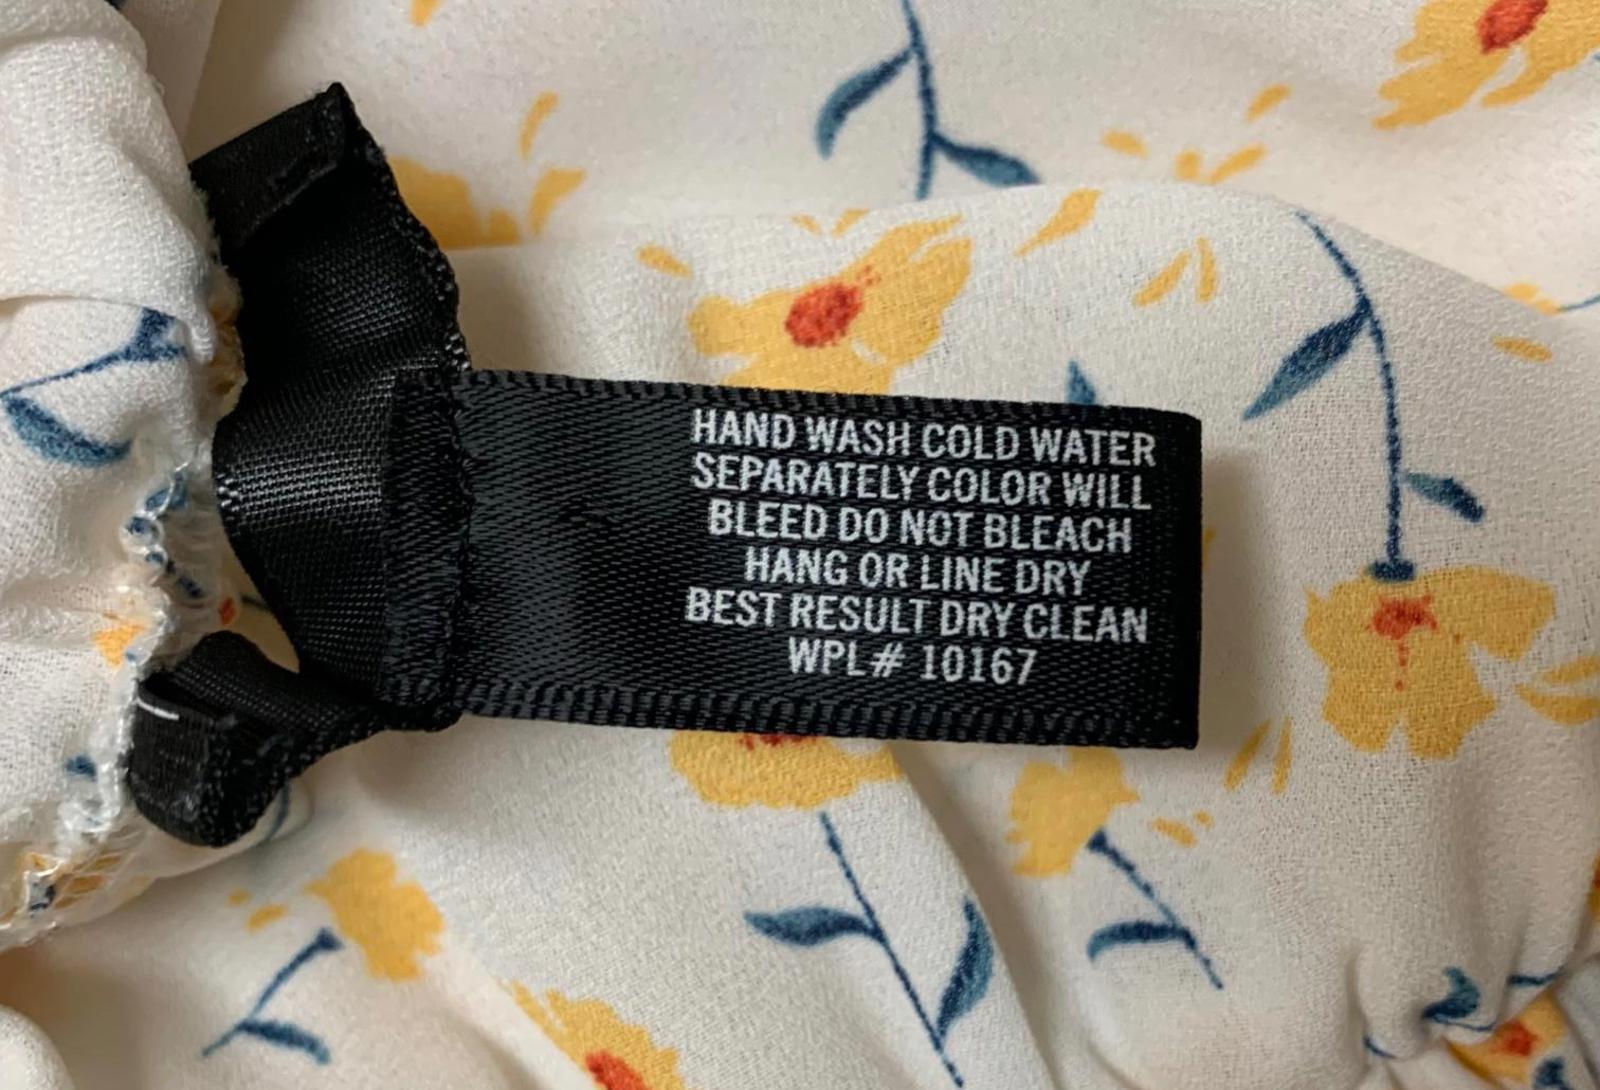 HAND WASH COLD WATER
SEPARATELY COLOR WILL
BLEED DO NOT BLEACH
HANG OR LINE DRY
BEST RESULT DRY CLEAN
WPL# 10167